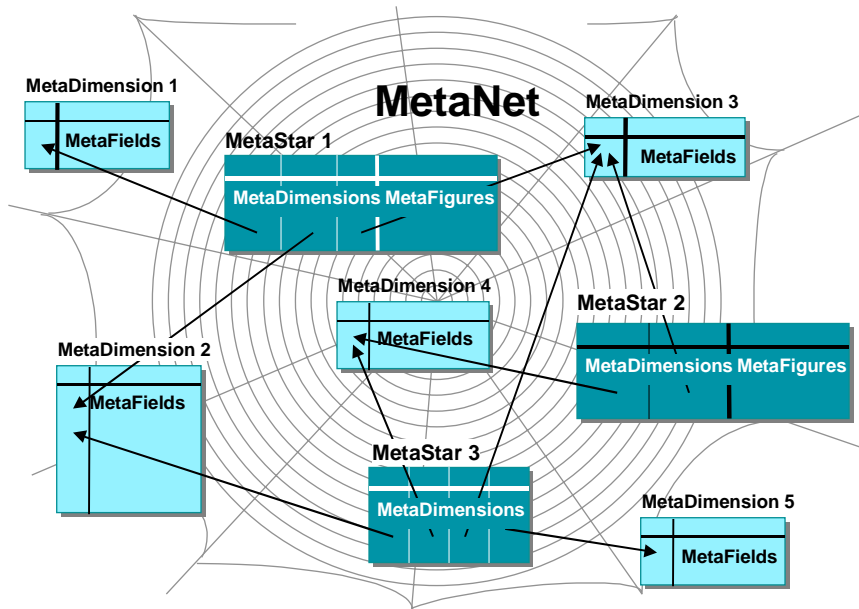 MetaDimension 1
MetaFields
MetaNet
MetaDimension 3
MetaFields
MetaStar 1
MetaDimensions MetaFigures
MetaDimension 4
MetaFields
MetaStar 2
MetaDimensions MetaFigures
MetaDimension 2
MetaFields
MetaStar 3
MetaDimensions
MetaDimension 5
MetaFields